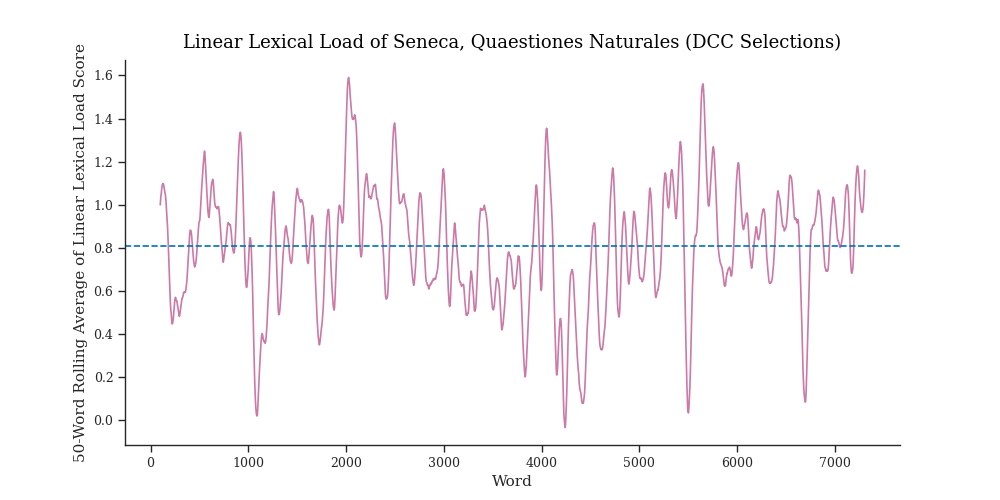 Linear Lexical Load of Seneca, Quaestiones Naturales (DCC Selections)
50-Word Rolling Average of Linear Lexical Load Score
1.6
1.4
1.2
1.0
0.8
0.6
0.4
0.2
0.0
0 1000 2000 3000 4000 5000 6000 7000
Word